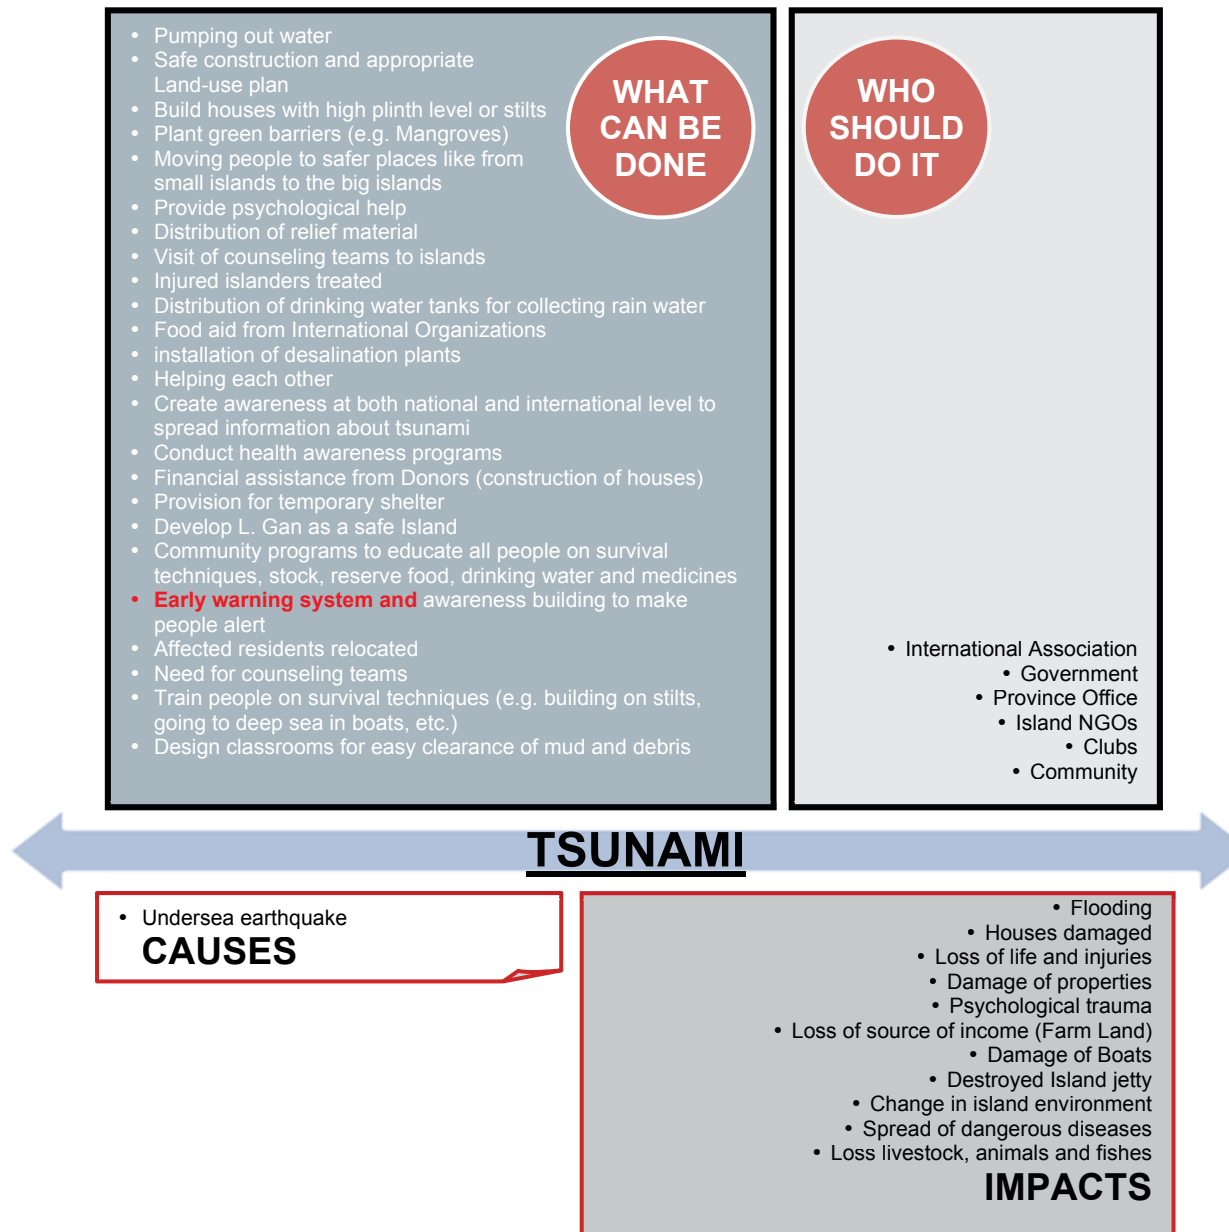 • Pumping out water
• Safe construction and appropriate
Land-use plan
• Build houses with high plinth level or stilts
• Plant green barriers (e.g. Mangroves)
• Moving people to safer places like from
small islands to the big islands
• Provide psychological help
• Distribution of relief material
• Visit of counseling teams to islands
• Injured islanders treated
• Distribution of drinking water tanks for collecting rain water
• Food aid from International Organizations
• installation of desalination plants
• Helping each other
• Create awareness at both national and international level to
spread information about tsunami
• Conduct health awareness programs
• Financial assistance from Donors (construction of houses)
• Provision for temporary shelter
• Develop L. Gan as a safe Island
• Community programs to educate all people on survival
techniques, stock, reserve food, drinking water and medicines
• Early warning system and awareness building to make
people alert
• Affected residents relocated
• Need for counseling teams
• Train people on survival techniques (e.g. building on stilts,
going to deep sea in boats, etc.)
• Design classrooms for easy clearance of mud and debris
WHAT
CAN BE
DONE
WHO
SHOULD
DO IT
• International Association
• Government
• Province Office
• Island NGOs
• Clubs
• Community
TSUNAMI
• Undersea earthquake
CAUSES
• Flooding
• Houses damaged
• Loss of life and injuries
• Damage of properties
• Psychological trauma
• Loss of source of income (Farm Land)
• Damage of Boats
• Destroyed Island jetty
• Change in island environment
• Spread of dangerous diseases
• Loss livestock, animals and fishes
IMPACTS